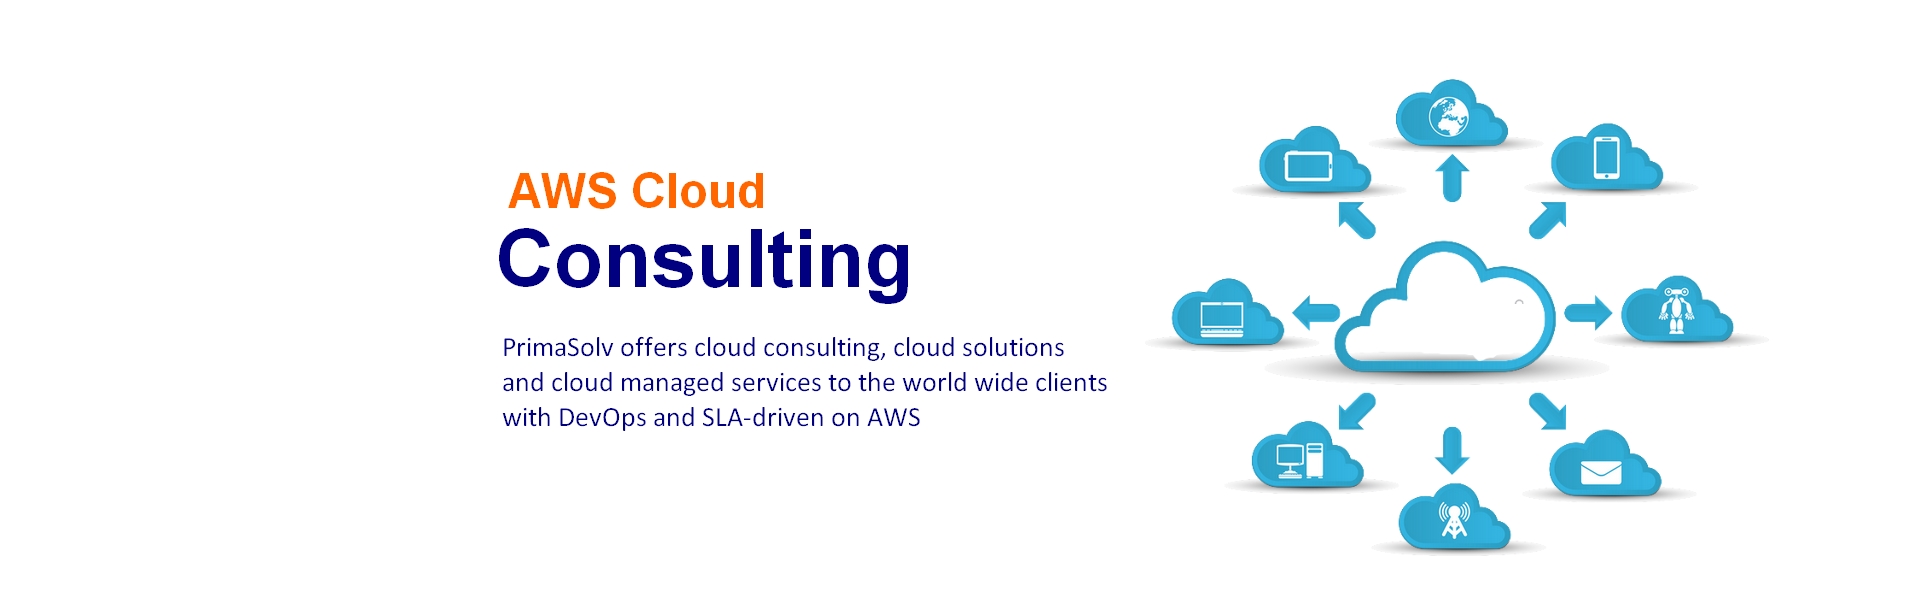 AWS Cloud
Consulting
PrimaSolv offers cloud consulting, cloud solutions
and cloud managed services to the world wide clients
with DevOps and SLA-driven on AWS